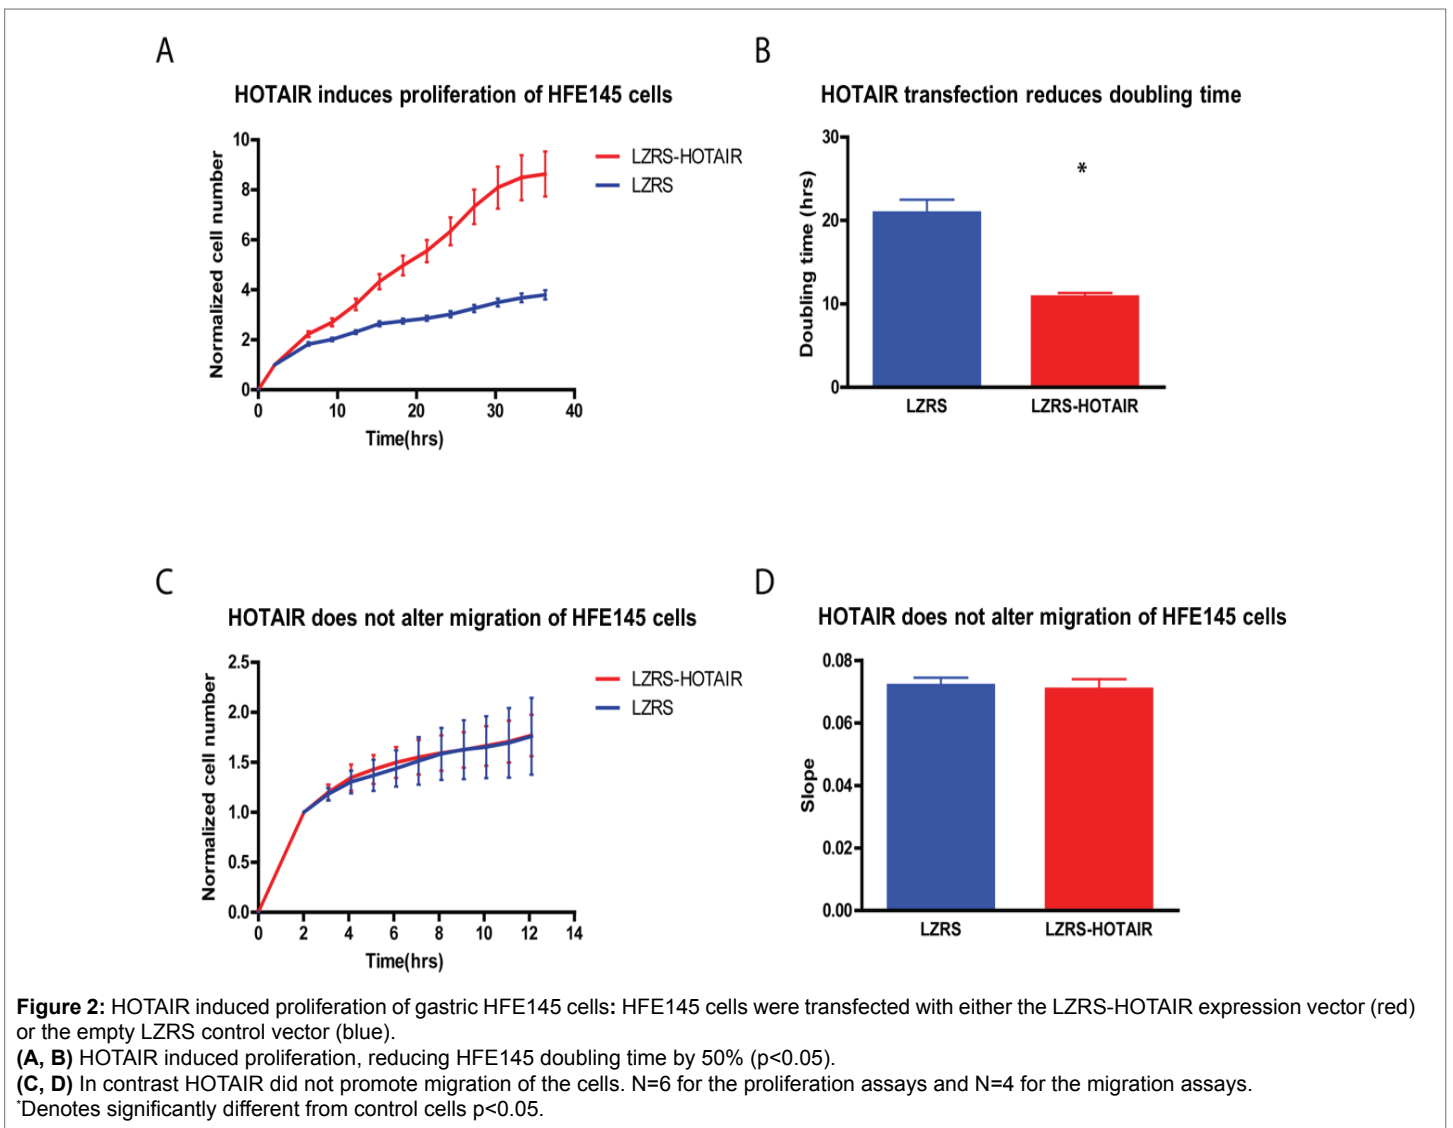 A
HOTAIR induces proliferation of HFE145 cells
Normalized cell number
10
8
6
4
2
0
0 10 20 30 40
Time(hrs)
LZRS-HOTAIR
LZRS
B
HOTAIR transfection reduces doubling time
Doubling time (hrs)
30
20
10
0
*
LZRS LZRS-HOTAIR
C
HOTAIR does not alter migration of HFE145 cells
Normalized cell number
2.5
2.0
1.5
1.0
0.5
0.0
0 2 4 6 8 10 12 14
Time(hrs)
LZRS-HOTAIR
LZRS
D
HOTAIR does not alter migration of HFE145 cells
Slope
0.08
0.06
0.04
0.02
0.00
LZRS LZRS-HOTAIR
Figure 2: HOTAIR induced proliferation of gastric HFE145 cells: HFE145 cells were transfected with either the LZRS-HOTAIR expression vector (red)
or the empty LZRS control vector (blue).
(A, B) HOTAIR induced proliferation, reducing HFE145 doubling time by 50% (p<0.05).
(C, D) In contrast HOTAIR did not promote migration of the cells. N=6 for the proliferation assays and N=4 for the migration assays.
*Denotes significantly different from control cells p<0.05.